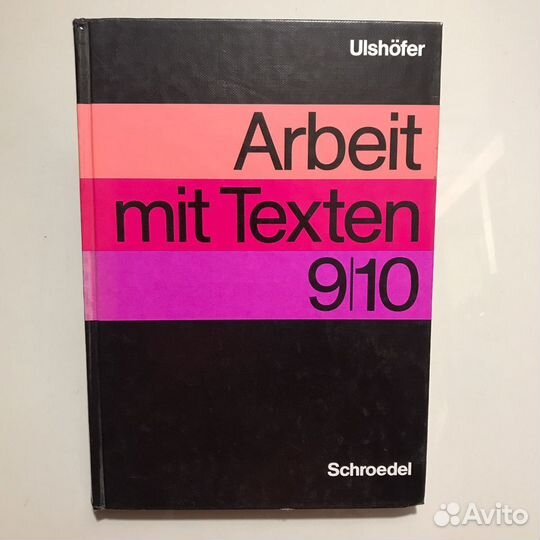 Ulshöfer
Arbeit
mit Texten
9|10
Schroedel
Avito